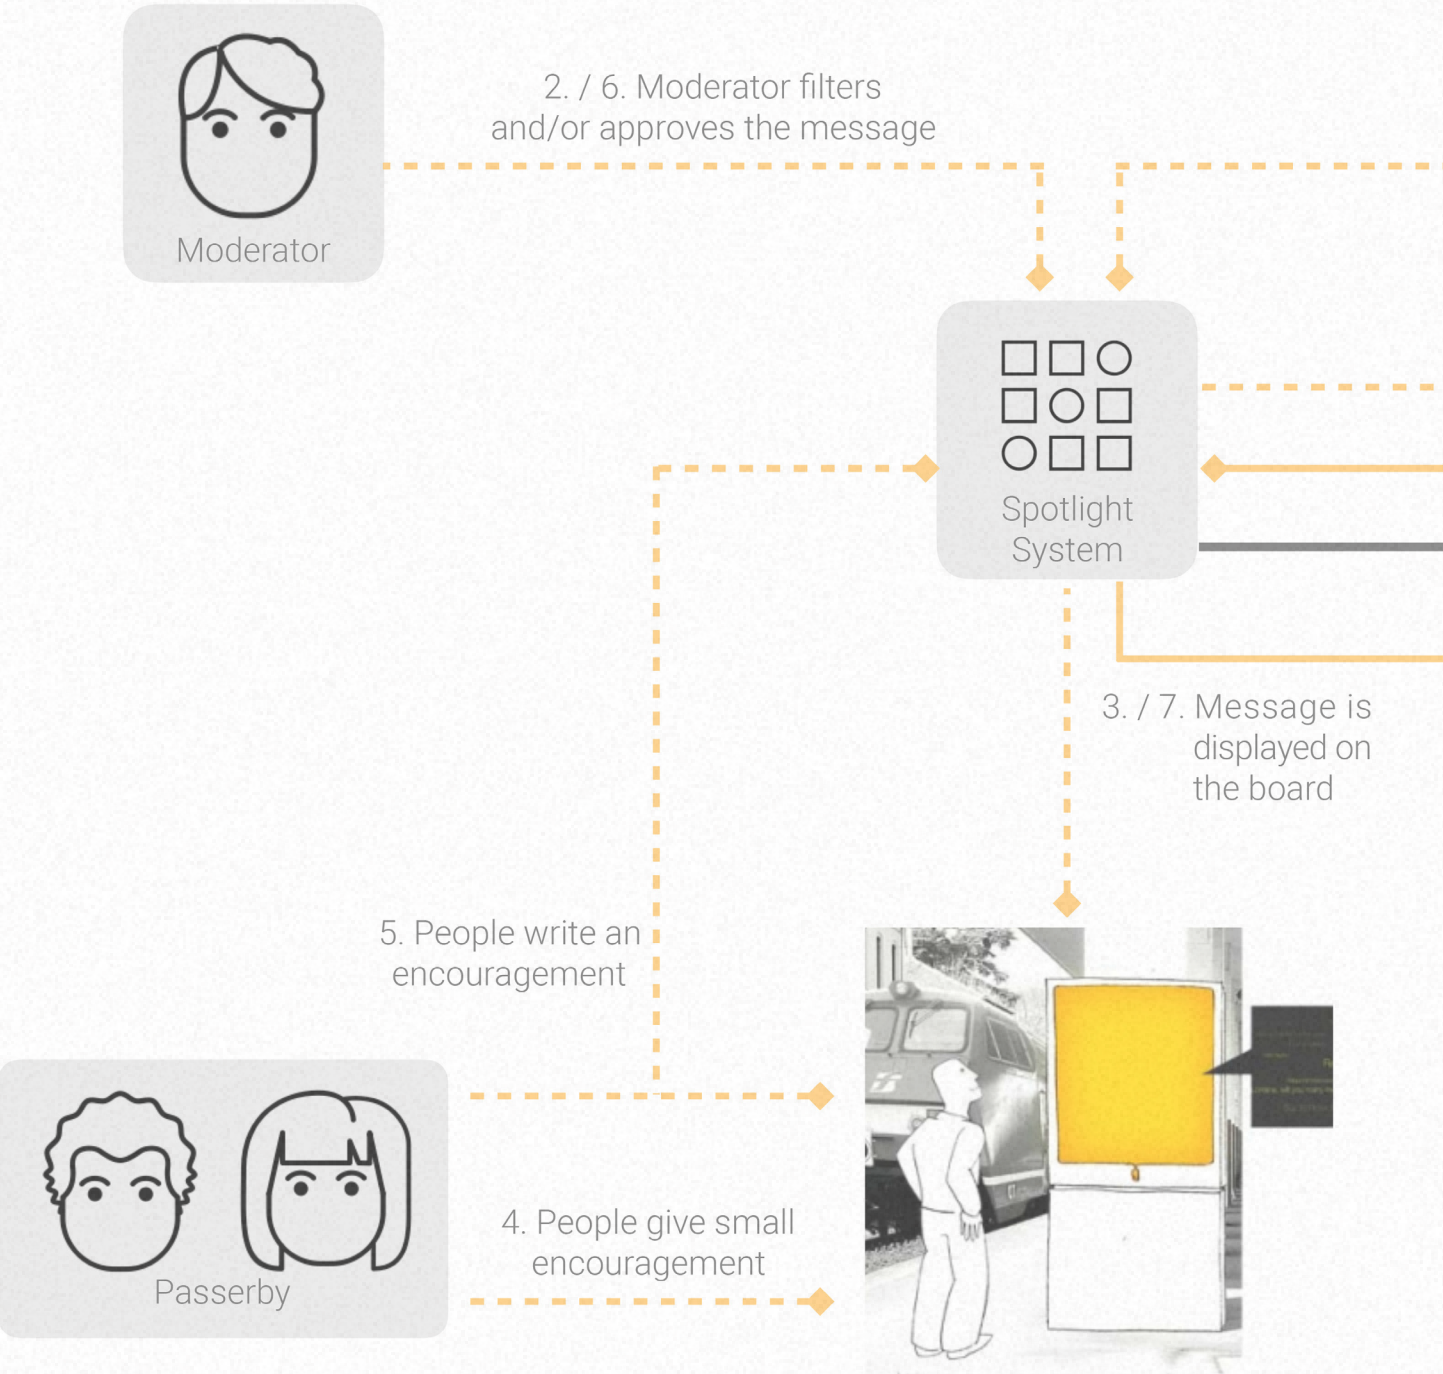 2. / 6. Moderator filters
and/or approves the message
Moderator
Spotlight
System
3. / 7. Message is
displayed on
the board
5. People write an
encouragement
4. People give small
encouragement
Passerby